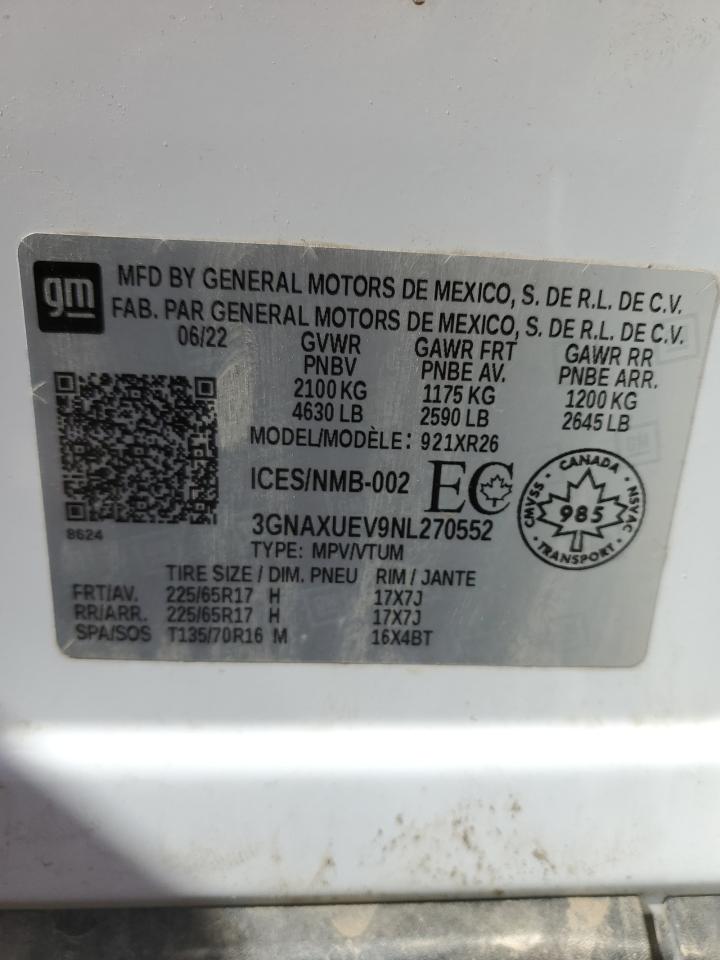 gm
MFD BY GENERAL MOTORS DE MEXICO, S. DE R.L. DE C.V.
FAB. PAR GENERAL MOTORS DE MEXICO, S. DE R.L. DE C.V.
06/22 GVWR GAWR FRT GAWR RR
PNBV PNBE AV. PNBE ARR.
2100 KG 1175 KG 1200 KG
4630 LB 2590 LB 2645 LB
MODEL/MODÈLE: 921XR26
ICES/NMB-002 EC
CANADA
CMVSS 985 NSVAC
TRANSPORT
8624 3GNAXUEV9NL270552
TYPE: MPV/VTUM
TIRE SIZE / DIM. PNEU RIM / JANTE
FRT/AV. 225/65R17 H 17X7J
RR/ARR. 225/65R17 H 17X7J
SPA/SOS T135/70R16 M 16X4BT